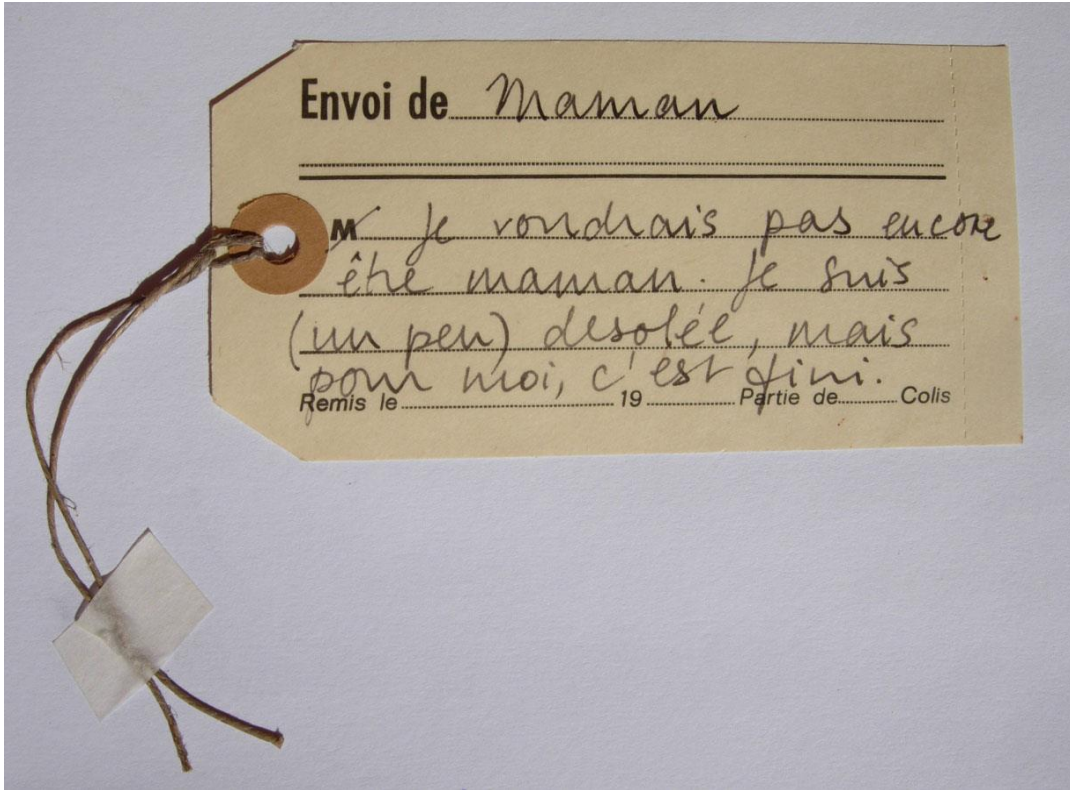 Envoi de Maman
M Je voudrais pas encore
être maman. Je suis
(un peu) desolée, mais
pour moi, c'est fini.
Remis le 19 Partie de Colis